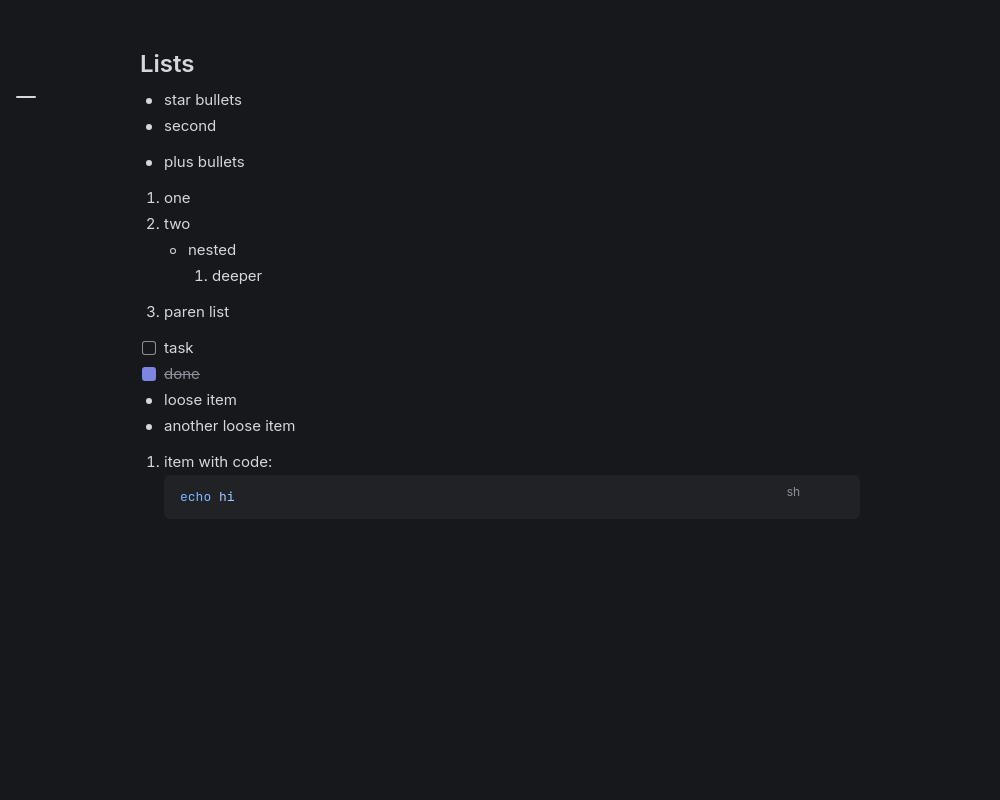 Lists
• star bullets
• second
• plus bullets
1. one
2. two
◦ nested
1. deeper
3. paren list
task
done
• loose item
• another loose item
1. item with code:
echo hi
sh